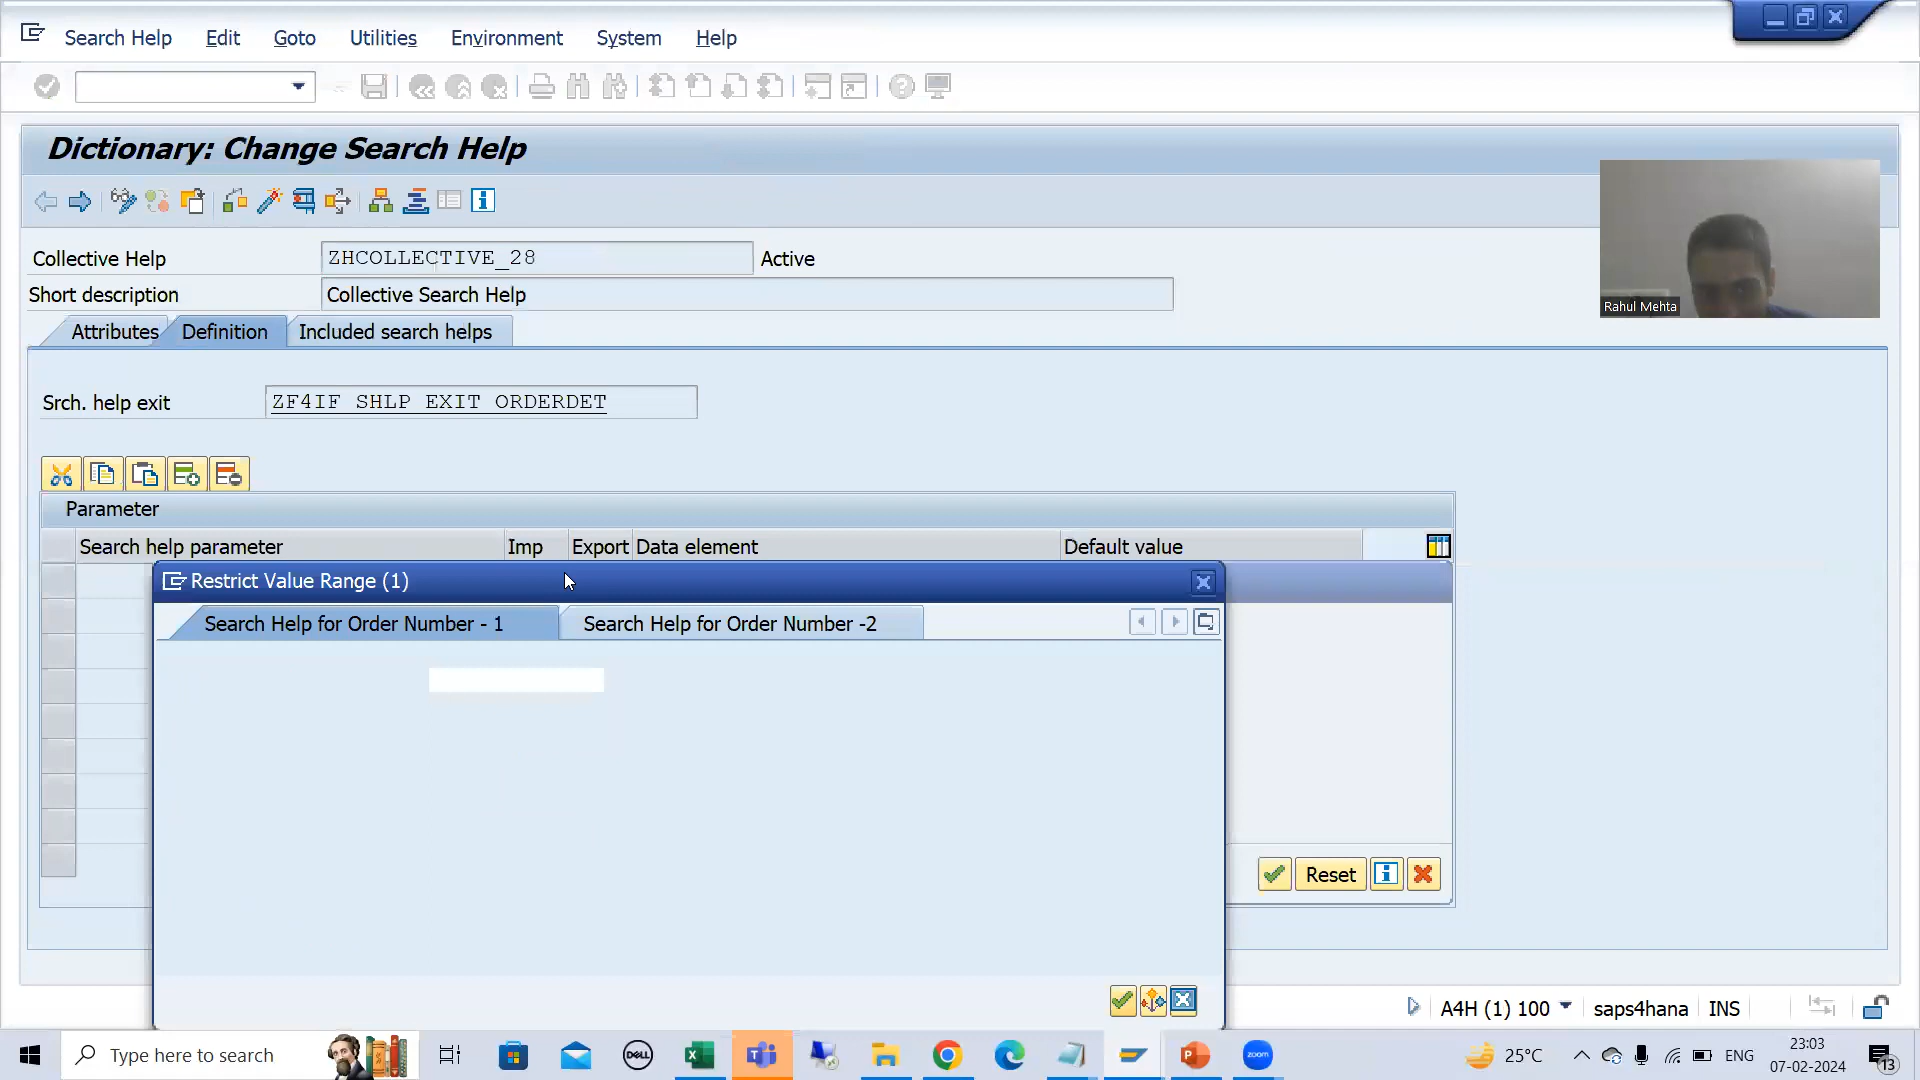 Search Help Edit Goto Utilities Environment System Help
Dictionary: Change Search Help
Collective Help ZHCOLLECTIVE_28 Active
Short description Collective Search Help
Attributes Definition Included search helps
Rahul Mehta
Srch. help exit ZF4IF_SHLP_EXIT_ORDERDET
Parameter
Search help parameter Imp Export Data element Default value
Restrict Value Range (1)
Search Help for Order Number - 1 Search Help for Order Number -2
Reset
A4H (1) 100 saps4hana INS
Type here to search
DELL
zoom
25°C
ENG
23:03
07-02-2024
13